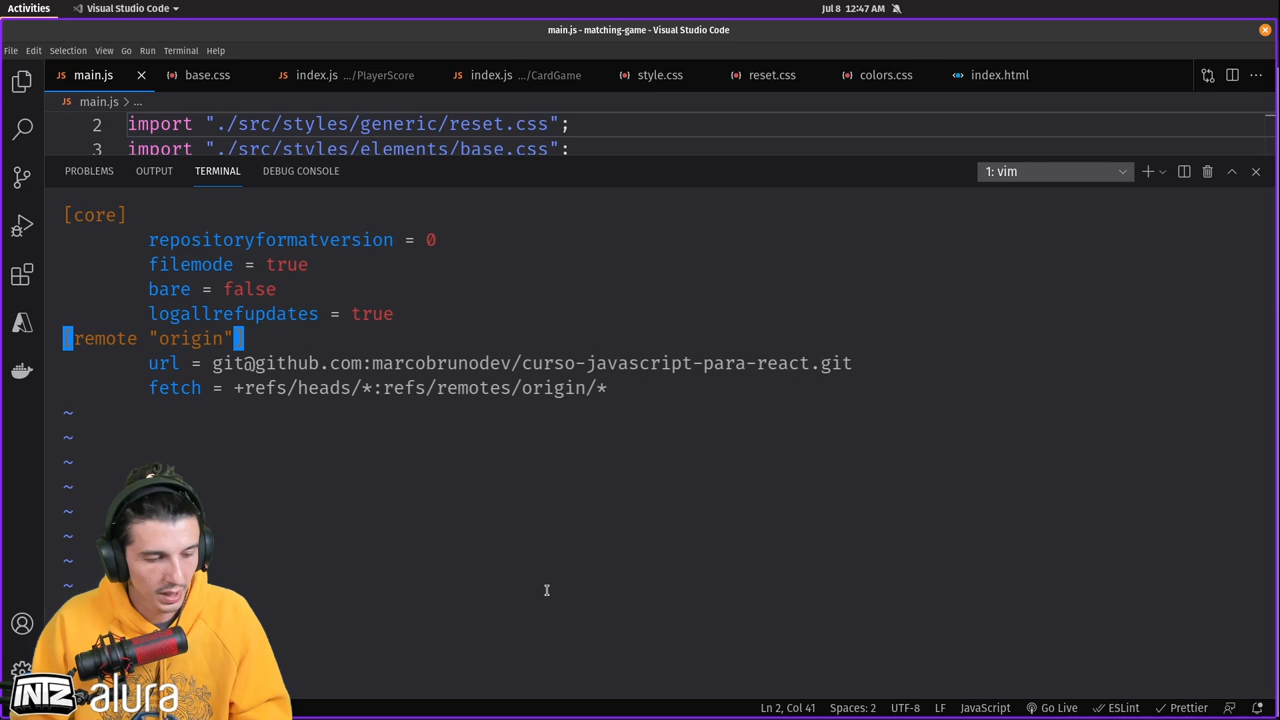 Activities
Visual Studio Code
Jul 8 12:47 AM
main.js - matching-game - Visual Studio Code
File Edit Selection View Go Run Terminal Help
JS main.js
base.css
JS index.js .../PlayerScore
JS index.js .../CardGame
style.css
reset.css
colors.css
index.html
JS main.js > ...
2 import "./src/styles/generic/reset.css";
3 import "./src/styles/elements/base.css";
PROBLEMS OUTPUT TERMINAL DEBUG CONSOLE
1: vim
[core]
repositoryformatversion = 0
filemode = true
bare = false
logallrefupdates = true
[remote "origin"]
url = git@github.com:marcobrunodev/curso-javascript-para-react.git
fetch = +refs/heads/*:refs/remotes/origin/*
~
~
~
~
~
~
~
~
INTZ alura
Ln 2, Col 41 Spaces: 2 UTF-8 LF JavaScript Go Live ESLint Prettier